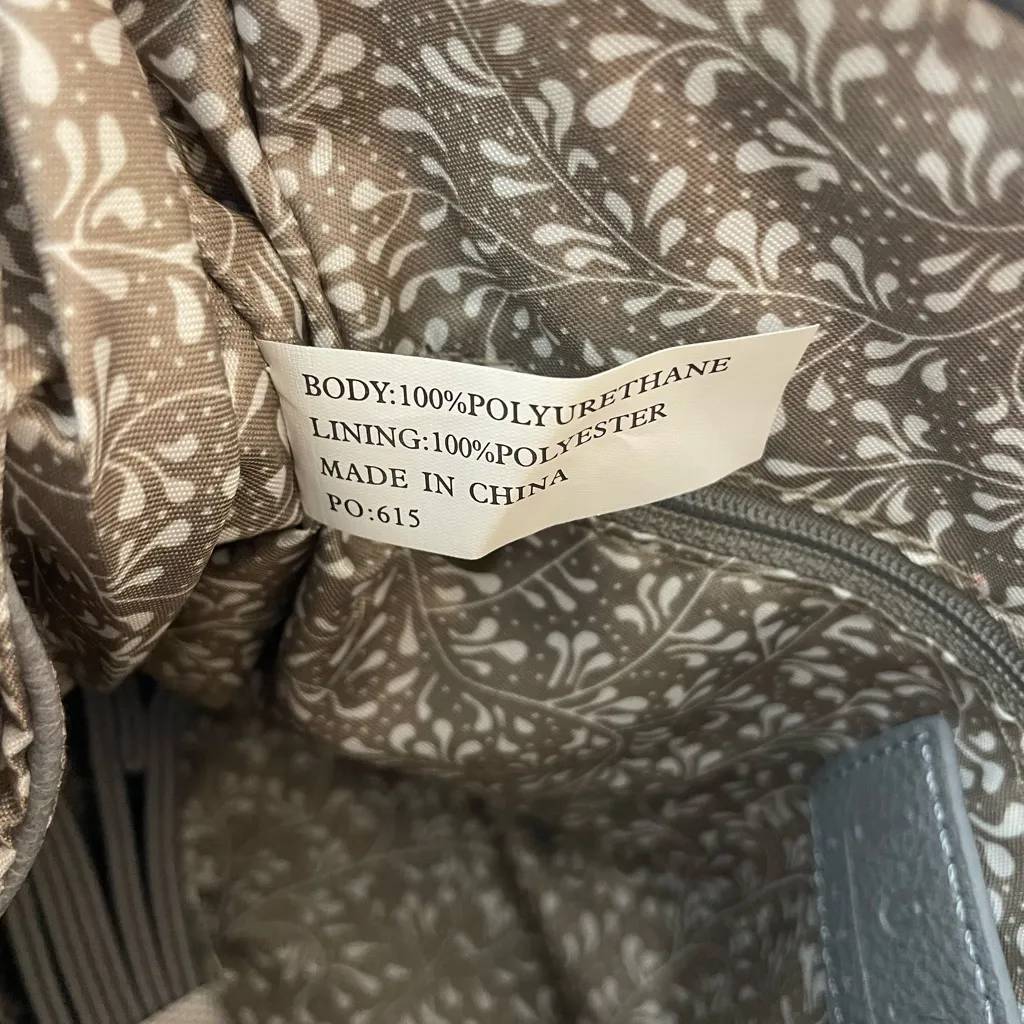 BODY:100%POLYURETHANE
LINING:100%POLYESTER
MADE IN CHINA
PO:615